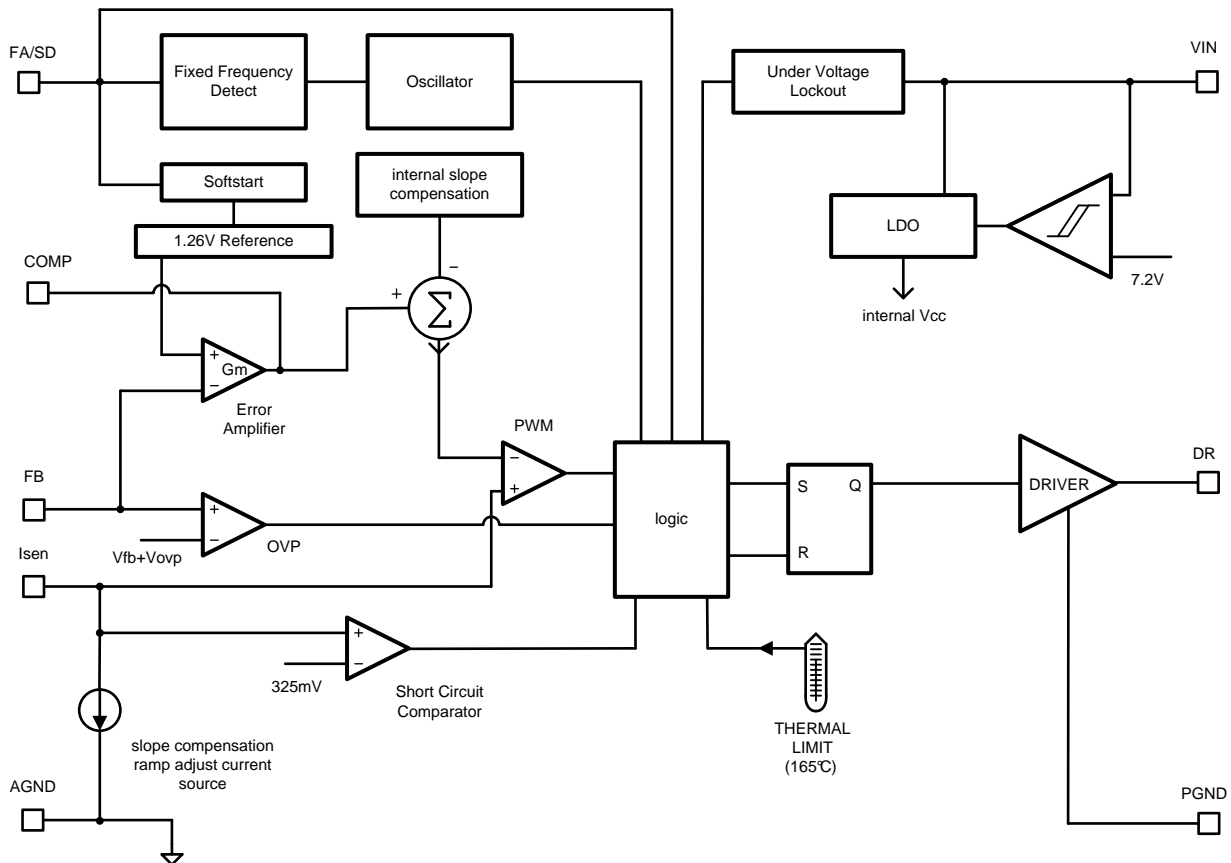 FA/SD
Fixed Frequency
Detect
Oscillator
Under Voltage
Lockout
VIN
Softstart
internal slope
compensation
1.26V Reference
LDO
COMP
−
7.2V
+
Σ
internal Vcc
+
Gm
−
Error
Amplifier
PWM
FB
−
+
DR
S
Q
DRIVER
+
−
logic
OVP
Isen
Vfb+Vovp
R
+
−
325mV
Short Circuit
Comparator
THERMAL
LIMIT
(165℃)
slope compensation
ramp adjust current
source
AGND
PGND